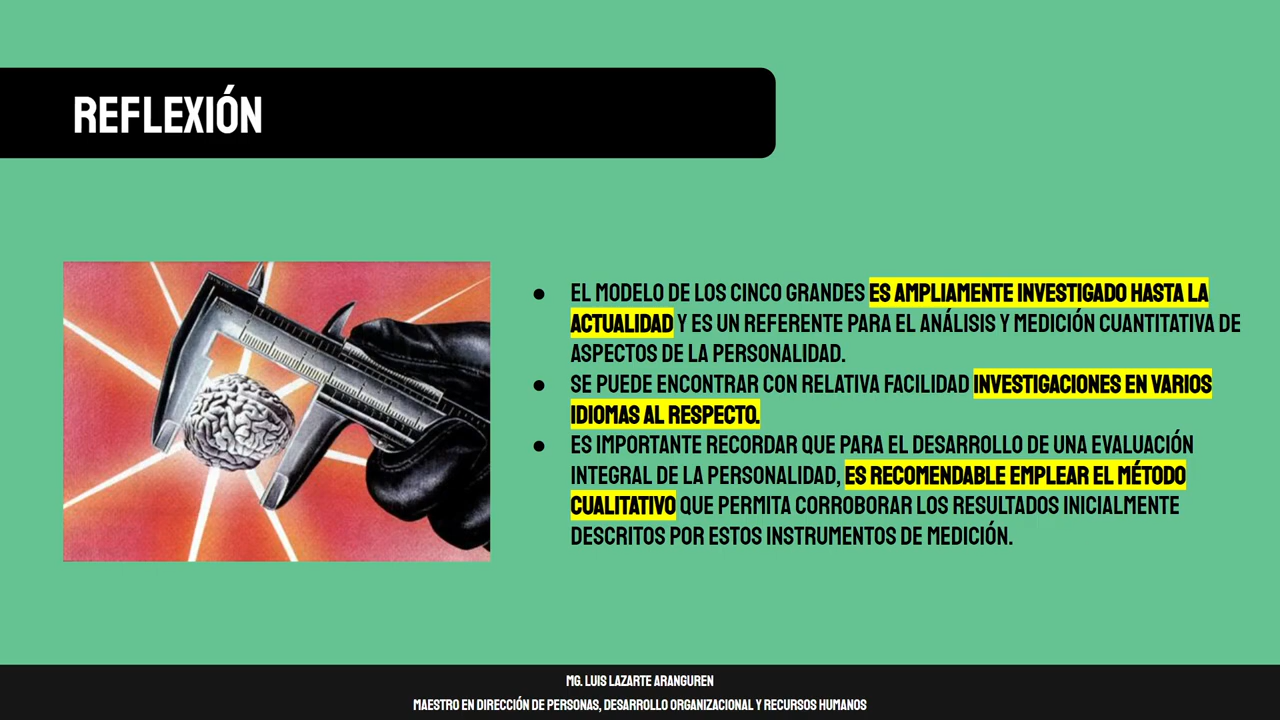 REFLEXIÓN
● EL MODELO DE LOS CINCO GRANDES ES AMPLIAMENTE INVESTIGADO HASTA LA
ACTUALIDAD Y ES UN REFERENTE PARA EL ANÁLISIS Y MEDICIÓN CUANTITATIVA DE
ASPECTOS DE LA PERSONALIDAD.
● SE PUEDE ENCONTRAR CON RELATIVA FACILIDAD INVESTIGACIONES EN VARIOS
IDIOMAS AL RESPECTO.
● ES IMPORTANTE RECORDAR QUE PARA EL DESARROLLO DE UNA EVALUACIÓN
INTEGRAL DE LA PERSONALIDAD, ES RECOMENDABLE EMPLEAR EL MÉTODO
CUALITATIVO QUE PERMITA CORROBORAR LOS RESULTADOS INICIALMENTE
DESCRITOS POR ESTOS INSTRUMENTOS DE MEDICIÓN.
MG. LUIS LAZARTE ARANGUREN
MAESTRO EN DIRECCIÓN DE PERSONAS, DESARROLLO ORGANIZACIONAL Y RECURSOS HUMANOS